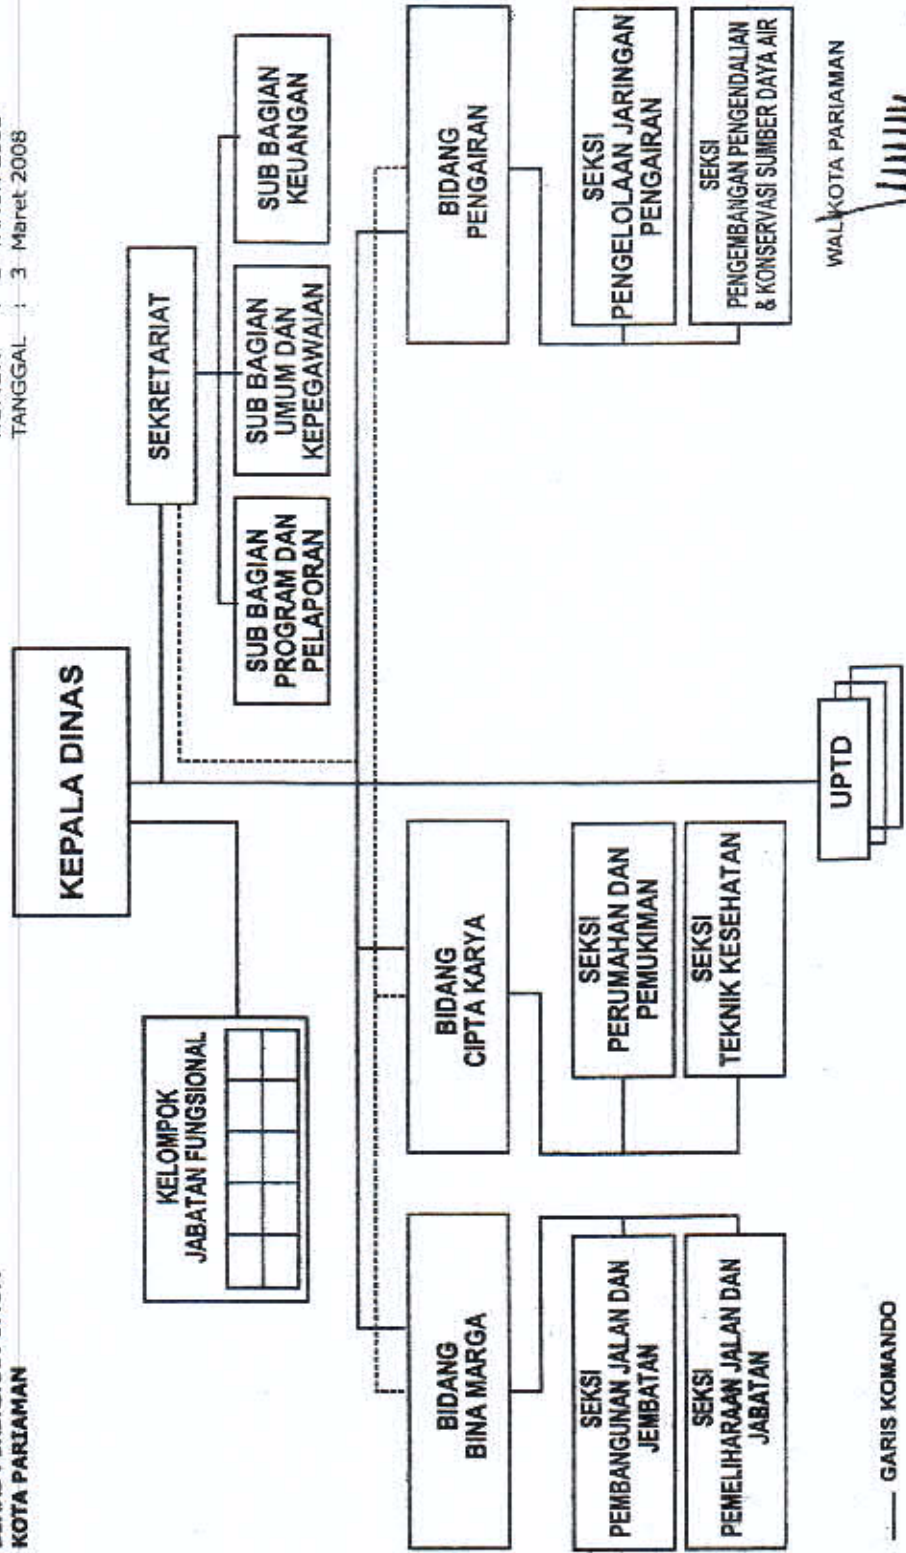 KOTA PARIAMAN
TANGGAL : 3 Maret 2008
KEPALA DINAS
KELOMPOK
JABATAN FUNGSIONAL
SEKRETARIAT
SUB BAGIAN
PROGRAM DAN
PELAPORAN
SUB BAGIAN
UMUM DAN
KEPEGAWAIAN
SUB BAGIAN
KEUANGAN
BIDANG
BINA MARGA
BIDANG
CIPTA KARYA
BIDANG
PENGAIRAN
SEKSI
PEMBANGUNAN JALAN DAN
JEMBATAN
SEKSI
PEMELIHARAAN JALAN DAN
JABATAN
SEKSI
PERUMAHAN DAN
PEMUKIMAN
SEKSI
TEKNIK KESEHATAN
SEKSI
PENGELOLAAN JARINGAN
PENGAIRAN
SEKSI
PENGEMBANGAN PENGENDALIAN
& KONSERVASI SUMBER DAYA AIR
UPTD
GARIS KOMANDO
WALIKOTA PARIAMAN